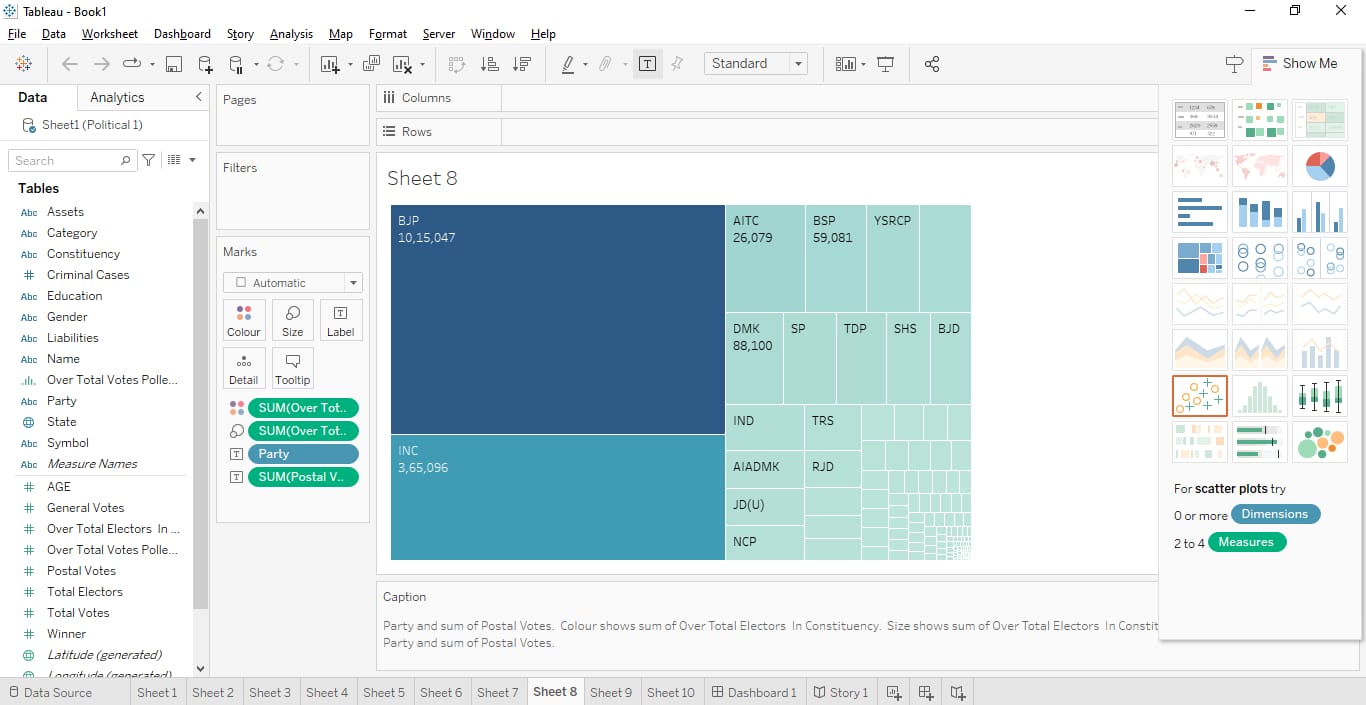 Tableau - Book1
File Data Worksheet Dashboard Story Analysis Map Format Server Window Help
Standard
Show Me
Data Analytics
Sheet1 (Political 1)
Search
Tables
Abc Assets
Abc Category
Abc Constituency
# Criminal Cases
Abc Education
Abc Gender
Abc Liabilities
Abc Name
Over Total Votes Polle...
Abc Party
State
Abc Symbol
Abc Measure Names
# AGE
# General Votes
# Over Total Electors In ...
# Over Total Votes Polle...
# Postal Votes
# Total Electors
# Total Votes
# Winner
Latitude (generated)
Longitude (generated)
Pages
Filters
Marks
Automatic
Colour Size Label
Detail Tooltip
SUM(Over Tot..
SUM(Over Tot..
Party
SUM(Postal V..
Columns
Rows
Sheet 8
BJP
10,15,047
INC
3,65,096
AITC
26,079
BSP
59,081
YSRCP
DMK
88,100
SP
TDP
SHS
BJD
IND
TRS
AIADMK
RJD
JD(U)
NCP
Caption
Party and sum of Postal Votes. Colour shows sum of Over Total Electors In Constituency. Size shows sum of Over Total Electors In Constit
Party and sum of Postal Votes.
For scatter plots try
0 or more Dimensions
2 to 4 Measures
Data Source Sheet 1 Sheet 2 Sheet 3 Sheet 4 Sheet 5 Sheet 6 Sheet 7 Sheet 8 Sheet 9 Sheet 10 Dashboard 1 Story 1